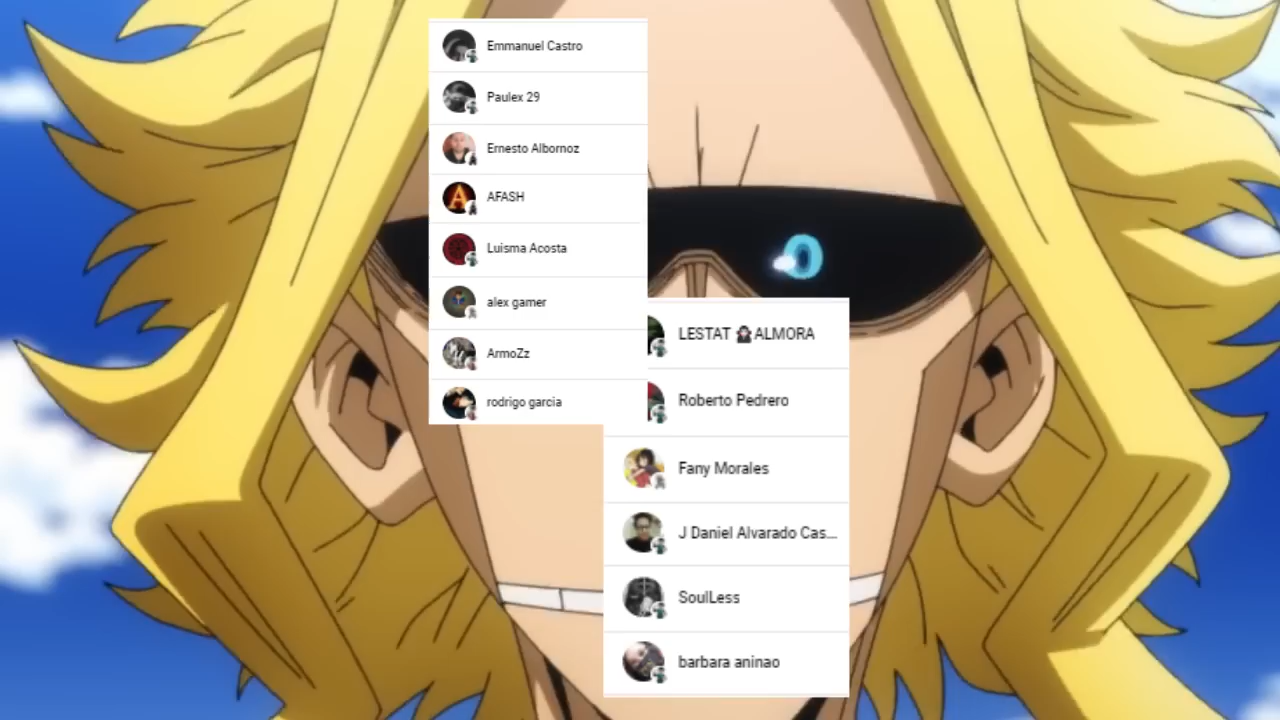 Emmanuel Castro
Paulex 29
Ernesto Albornoz
AFASH
Luisma Acosta
alex gamer
ArmoZz
rodrigo garcia
LESTAT 🧛🏻‍♂️ALMORA
Roberto Pedrero
Fany Morales
J Daniel Alvarado Cas...
SoulLess
barbara aninao